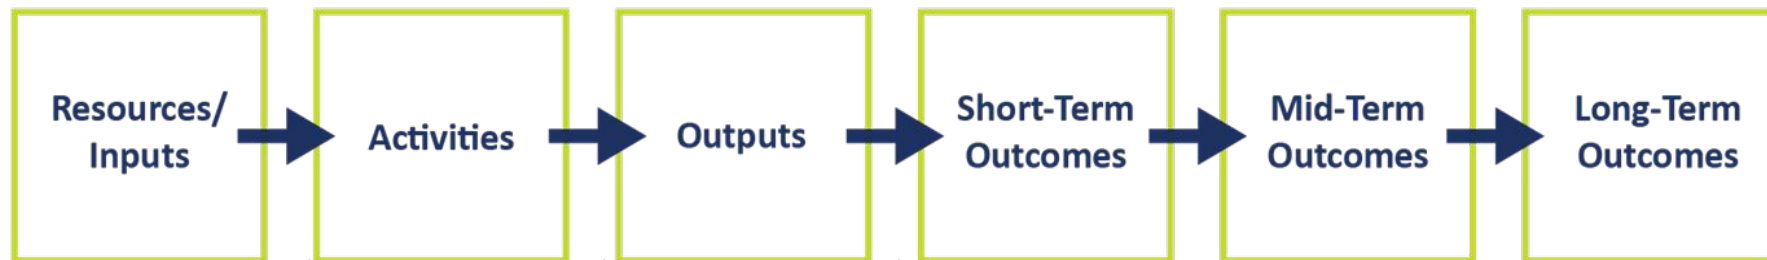 Resources/
Inputs
Activities
Outputs
Short-Term
Outcomes
Mid-Term
Outcomes
Long-Term
Outcomes